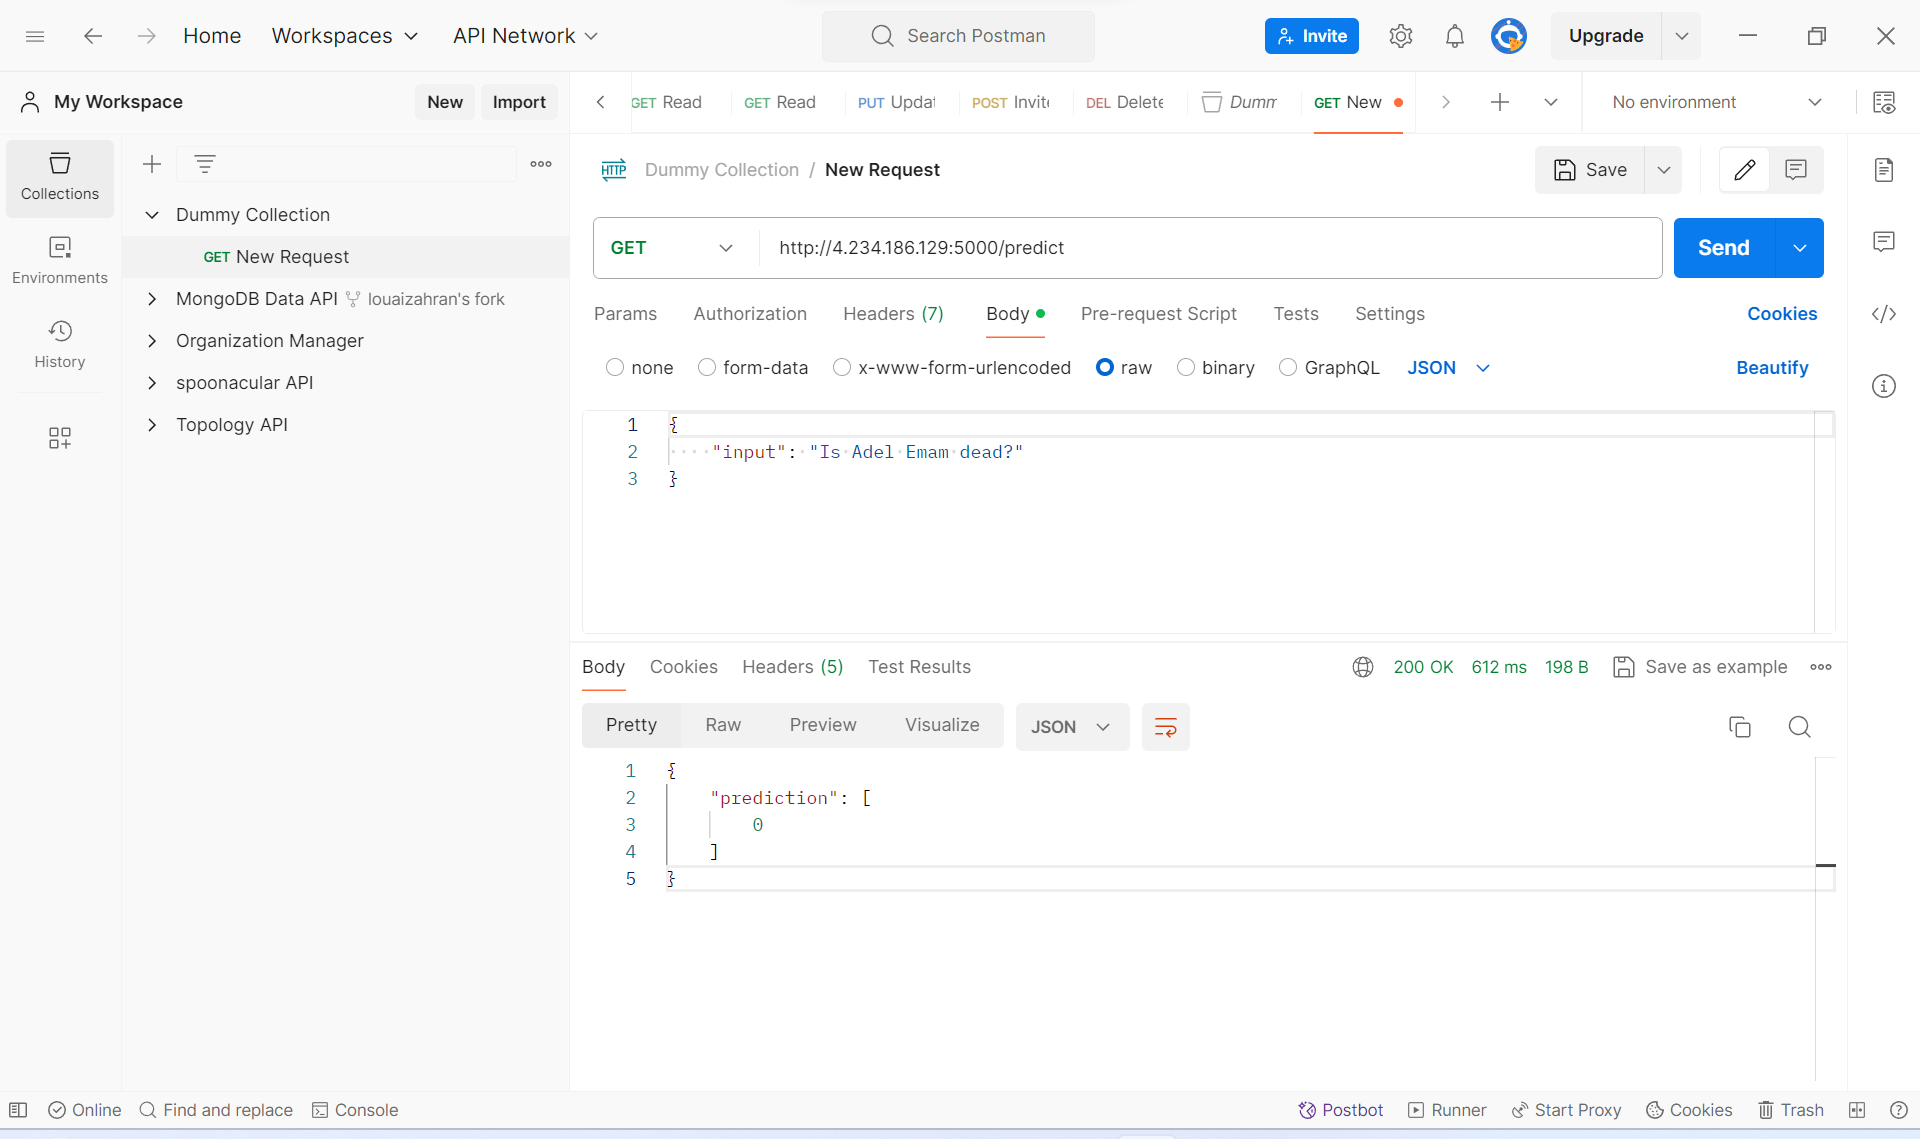 Home Workspaces API Network Search Postman Invite Upgrade
My Workspace New Import
GET Read GET Read PUT Updat POST Invite DEL Delete Dumm GET New No environment
Collections
Environments
History
Dummy Collection
GET New Request
MongoDB Data API louaizahran's fork
Organization Manager
spoonacular API
Topology API
HTTP Dummy Collection / New Request Save
GET http://4.234.186.129:5000/predict Send
Params Authorization Headers (7) Body Pre-request Script Tests Settings Cookies
none form-data x-www-form-urlencoded raw binary GraphQL JSON Beautify
1 {
2 "input": "Is Adel Emam dead?"
3 }
Body Cookies Headers (5) Test Results 200 OK 612 ms 198 B Save as example
Pretty Raw Preview Visualize JSON
1 {
2 "prediction": [
3 0
4 ]
5 }
Online Find and replace Console Postbot Runner Start Proxy Cookies Trash